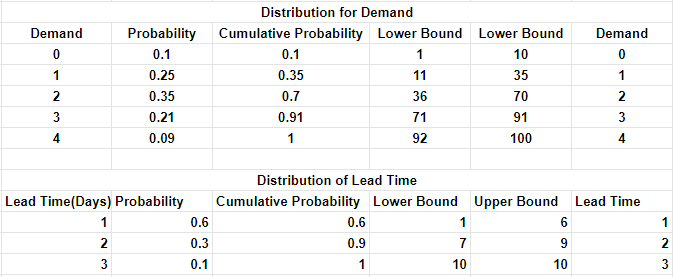 Distribution for Demand
Demand Probability Cumulative Probability Lower Bound Lower Bound Demand
0 0.1 0.1 1 10 0
1 0.25 0.35 11 35 1
2 0.35 0.7 36 70 2
3 0.21 0.91 71 91 3
4 0.09 1 92 100 4
Distribution of Lead Time
Lead Time(Days) Probability Cumulative Probability Lower Bound Upper Bound Lead Time
1 0.6 0.6 1 6 1
2 0.3 0.9 7 9 2
3 0.1 1 10 10 3